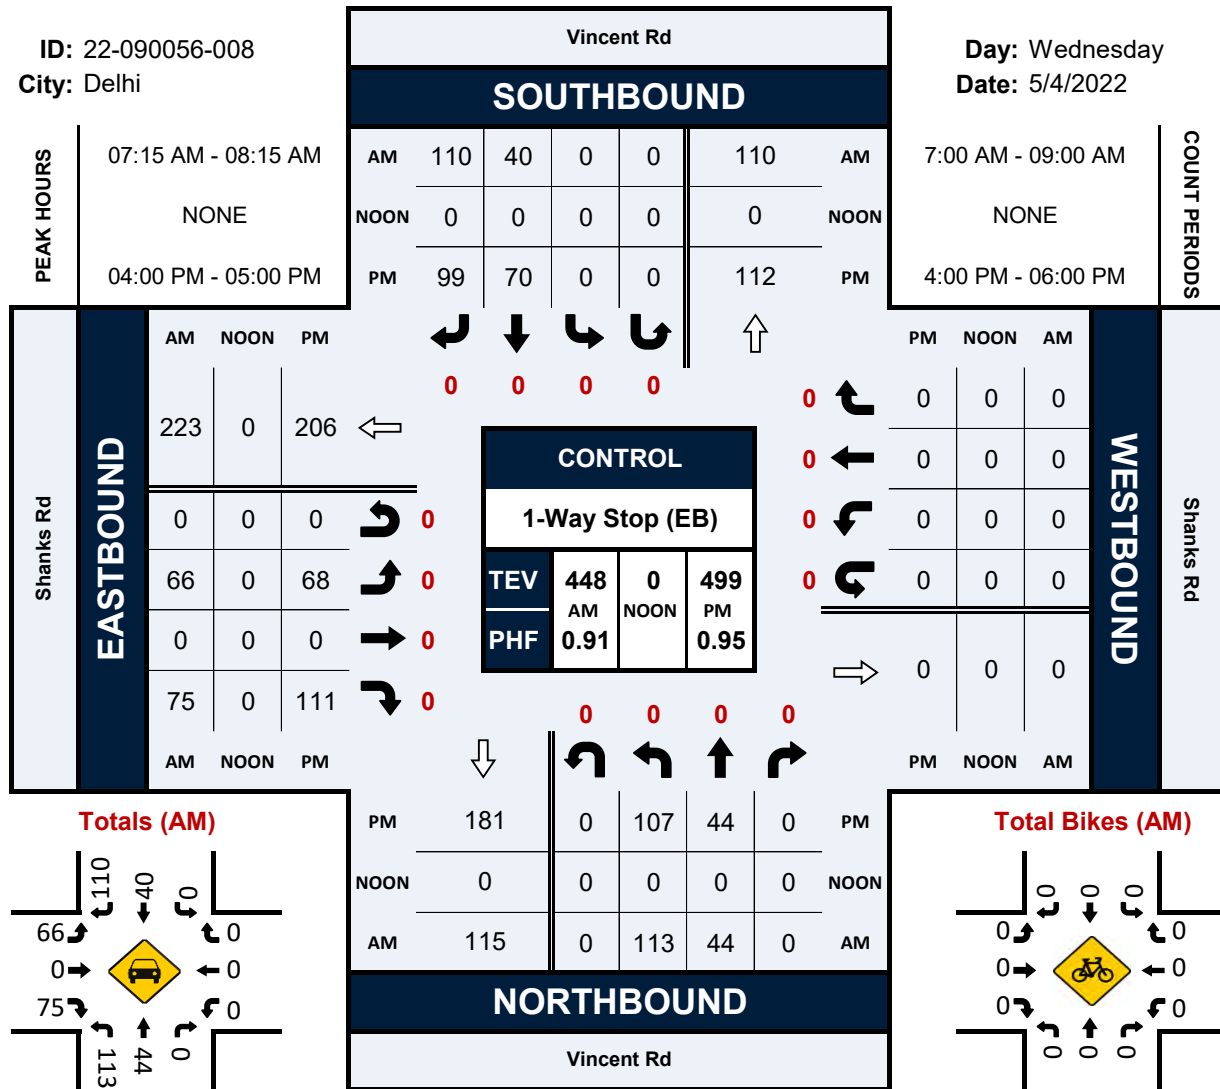 Vincent Rd
ID: 22-090056-008
Day: Wednesday
City: Delhi
Date: 5/4/2022
SOUTHBOUND
PEAK HOURS
07:15 AM - 08:15 AM
AM 110 40 0 0 110 AM
7:00 AM - 09:00 AM
COUNT PERIODS
NONE
NOON 0 0 0 0 0 NOON
NONE
04:00 PM - 05:00 PM
PM 99 70 0 0 112 PM
4:00 PM - 06:00 PM
AM NOON PM
PM NOON AM
0 0 0 0
0 0 0 0
223 0 206
0 0 0 0
CONTROL
Shanks Rd
EASTBOUND
1-Way Stop (EB)
WESTBOUND
Shanks Rd
0 0 0 0
0 0 0 0
66 0 68 0
TEV 448 0 499
0 0 0 0
AM NOON PM
0 0 0 0
PHF 0.91 0.95
0 0 0
75 0 111 0
0 0 0 0
AM NOON PM
PM NOON AM
Totals (AM)
PM 181 0 107 44 0 PM
Total Bikes (AM)
NOON 0 0 0 0 0 NOON
AM 115 0 113 44 0 AM
110 40 0
66 0
0 0
75 0
113 44 0
0 0 0
0 0
0 0
0 0
0 0 0
NORTHBOUND
Vincent Rd